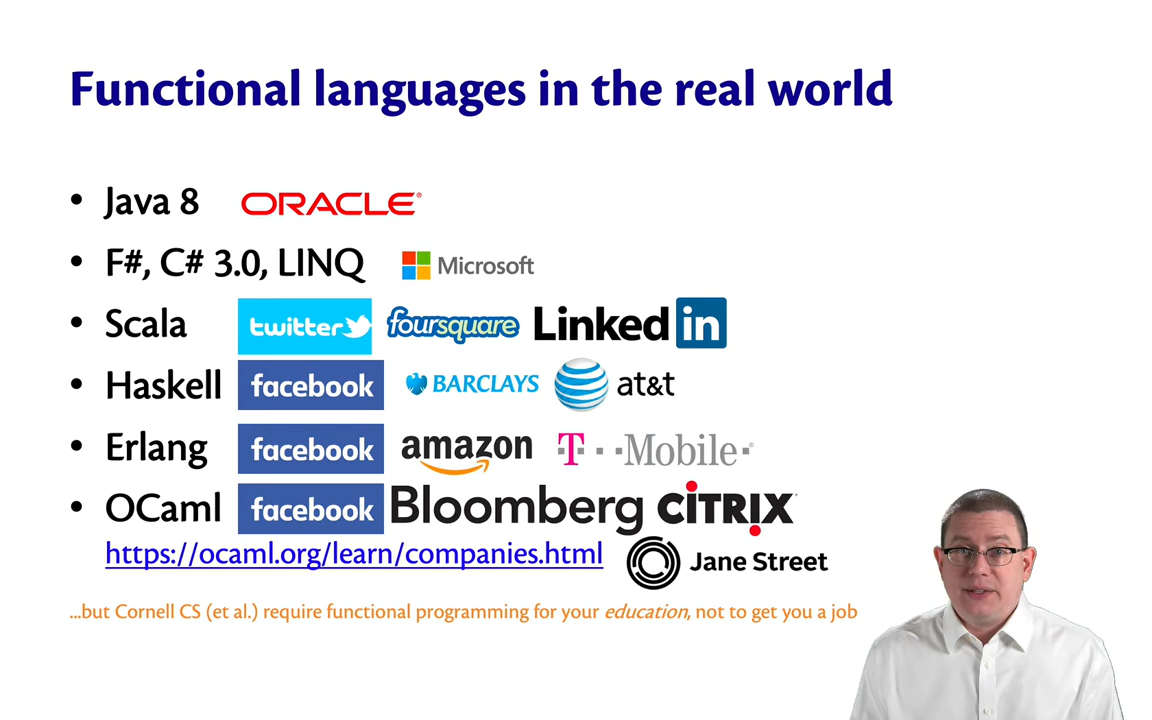 Functional languages in the real world
• Java 8 ORACLE®
• F#, C# 3.0, LINQ Microsoft
• Scala twitter foursquare Linked in
• Haskell facebook BARCLAYS at&t
• Erlang facebook amazon T··Mobile·®
• OCaml facebook Bloomberg CITRIX®
https://ocaml.org/learn/companies.html Jane Street
...but Cornell CS (et al.) require functional programming for your education, not to get you a job